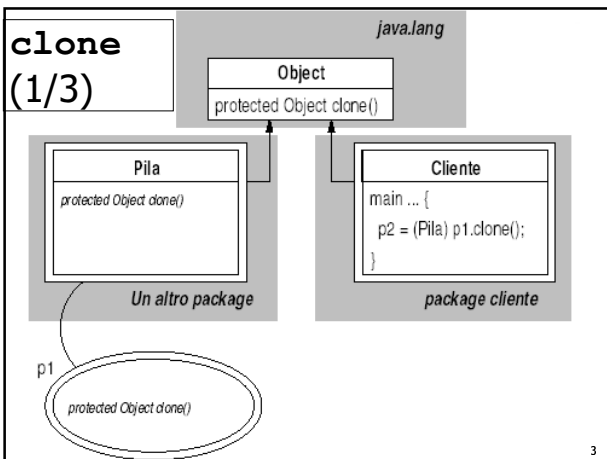 clone
(1/3)
java.lang
Object
protected Object clone()
Pila
protected Object clone()
Un altro package
Cliente
main ... {
p2 = (Pila) p1.clone();
}
package cliente
p1
protected Object clone()
3